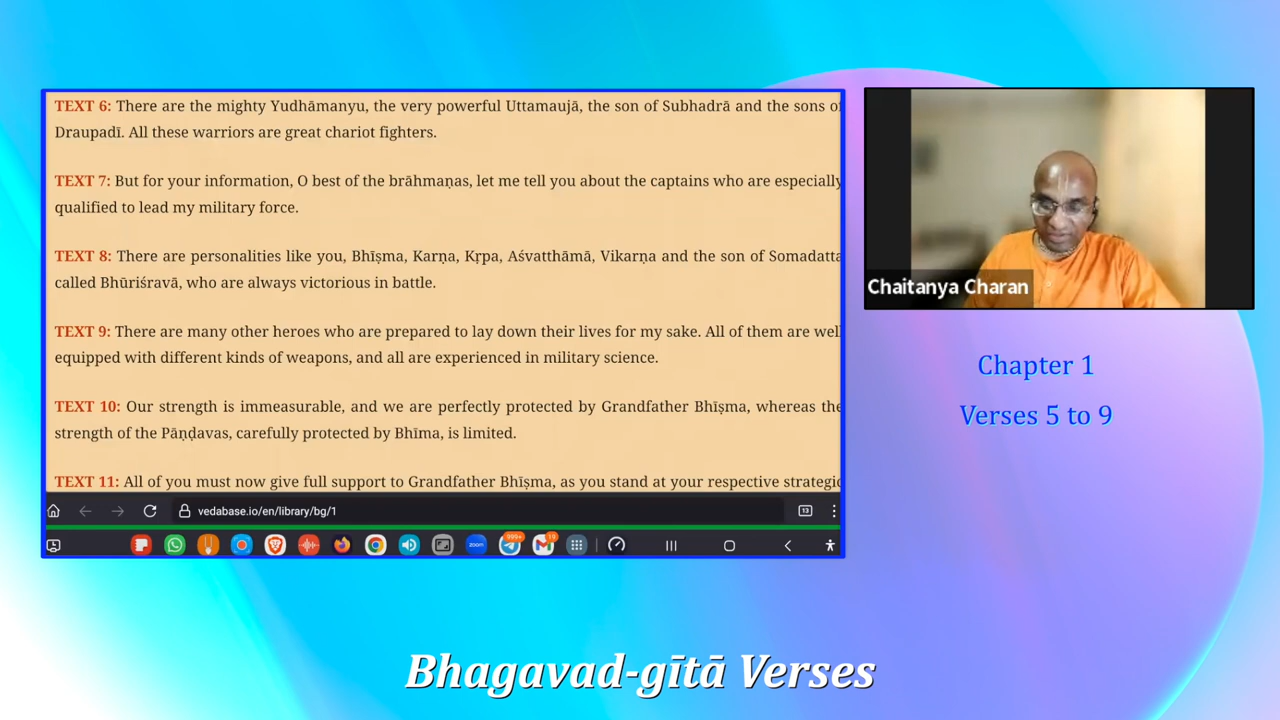 TEXT 6: There are the mighty Yudhāmanyu, the very powerful Uttamaujā, the son of Subhadrā and the sons of
Draupadī. All these warriors are great chariot fighters.
TEXT 7: But for your information, O best of the brāhmaṇas, let me tell you about the captains who are especially
qualified to lead my military force.
TEXT 8: There are personalities like you, Bhīṣma, Karṇa, Kṛpa, Aśvatthāmā, Vikarṇa and the son of Somadatta
called Bhūriśravā, who are always victorious in battle.
TEXT 9: There are many other heroes who are prepared to lay down their lives for my sake. All of them are well
equipped with different kinds of weapons, and all are experienced in military science.
TEXT 10: Our strength is immeasurable, and we are perfectly protected by Grandfather Bhīṣma, whereas the
strength of the Pāṇḍavas, carefully protected by Bhīma, is limited.
TEXT 11: All of you must now give full support to Grandfather Bhīṣma, as you stand at your respective strategic
vedabase.io/en/library/bg/1
13
zoom
999+
19
Chaitanya Charan
Chapter 1
Verses 5 to 9
Bhagavad-gītā Verses